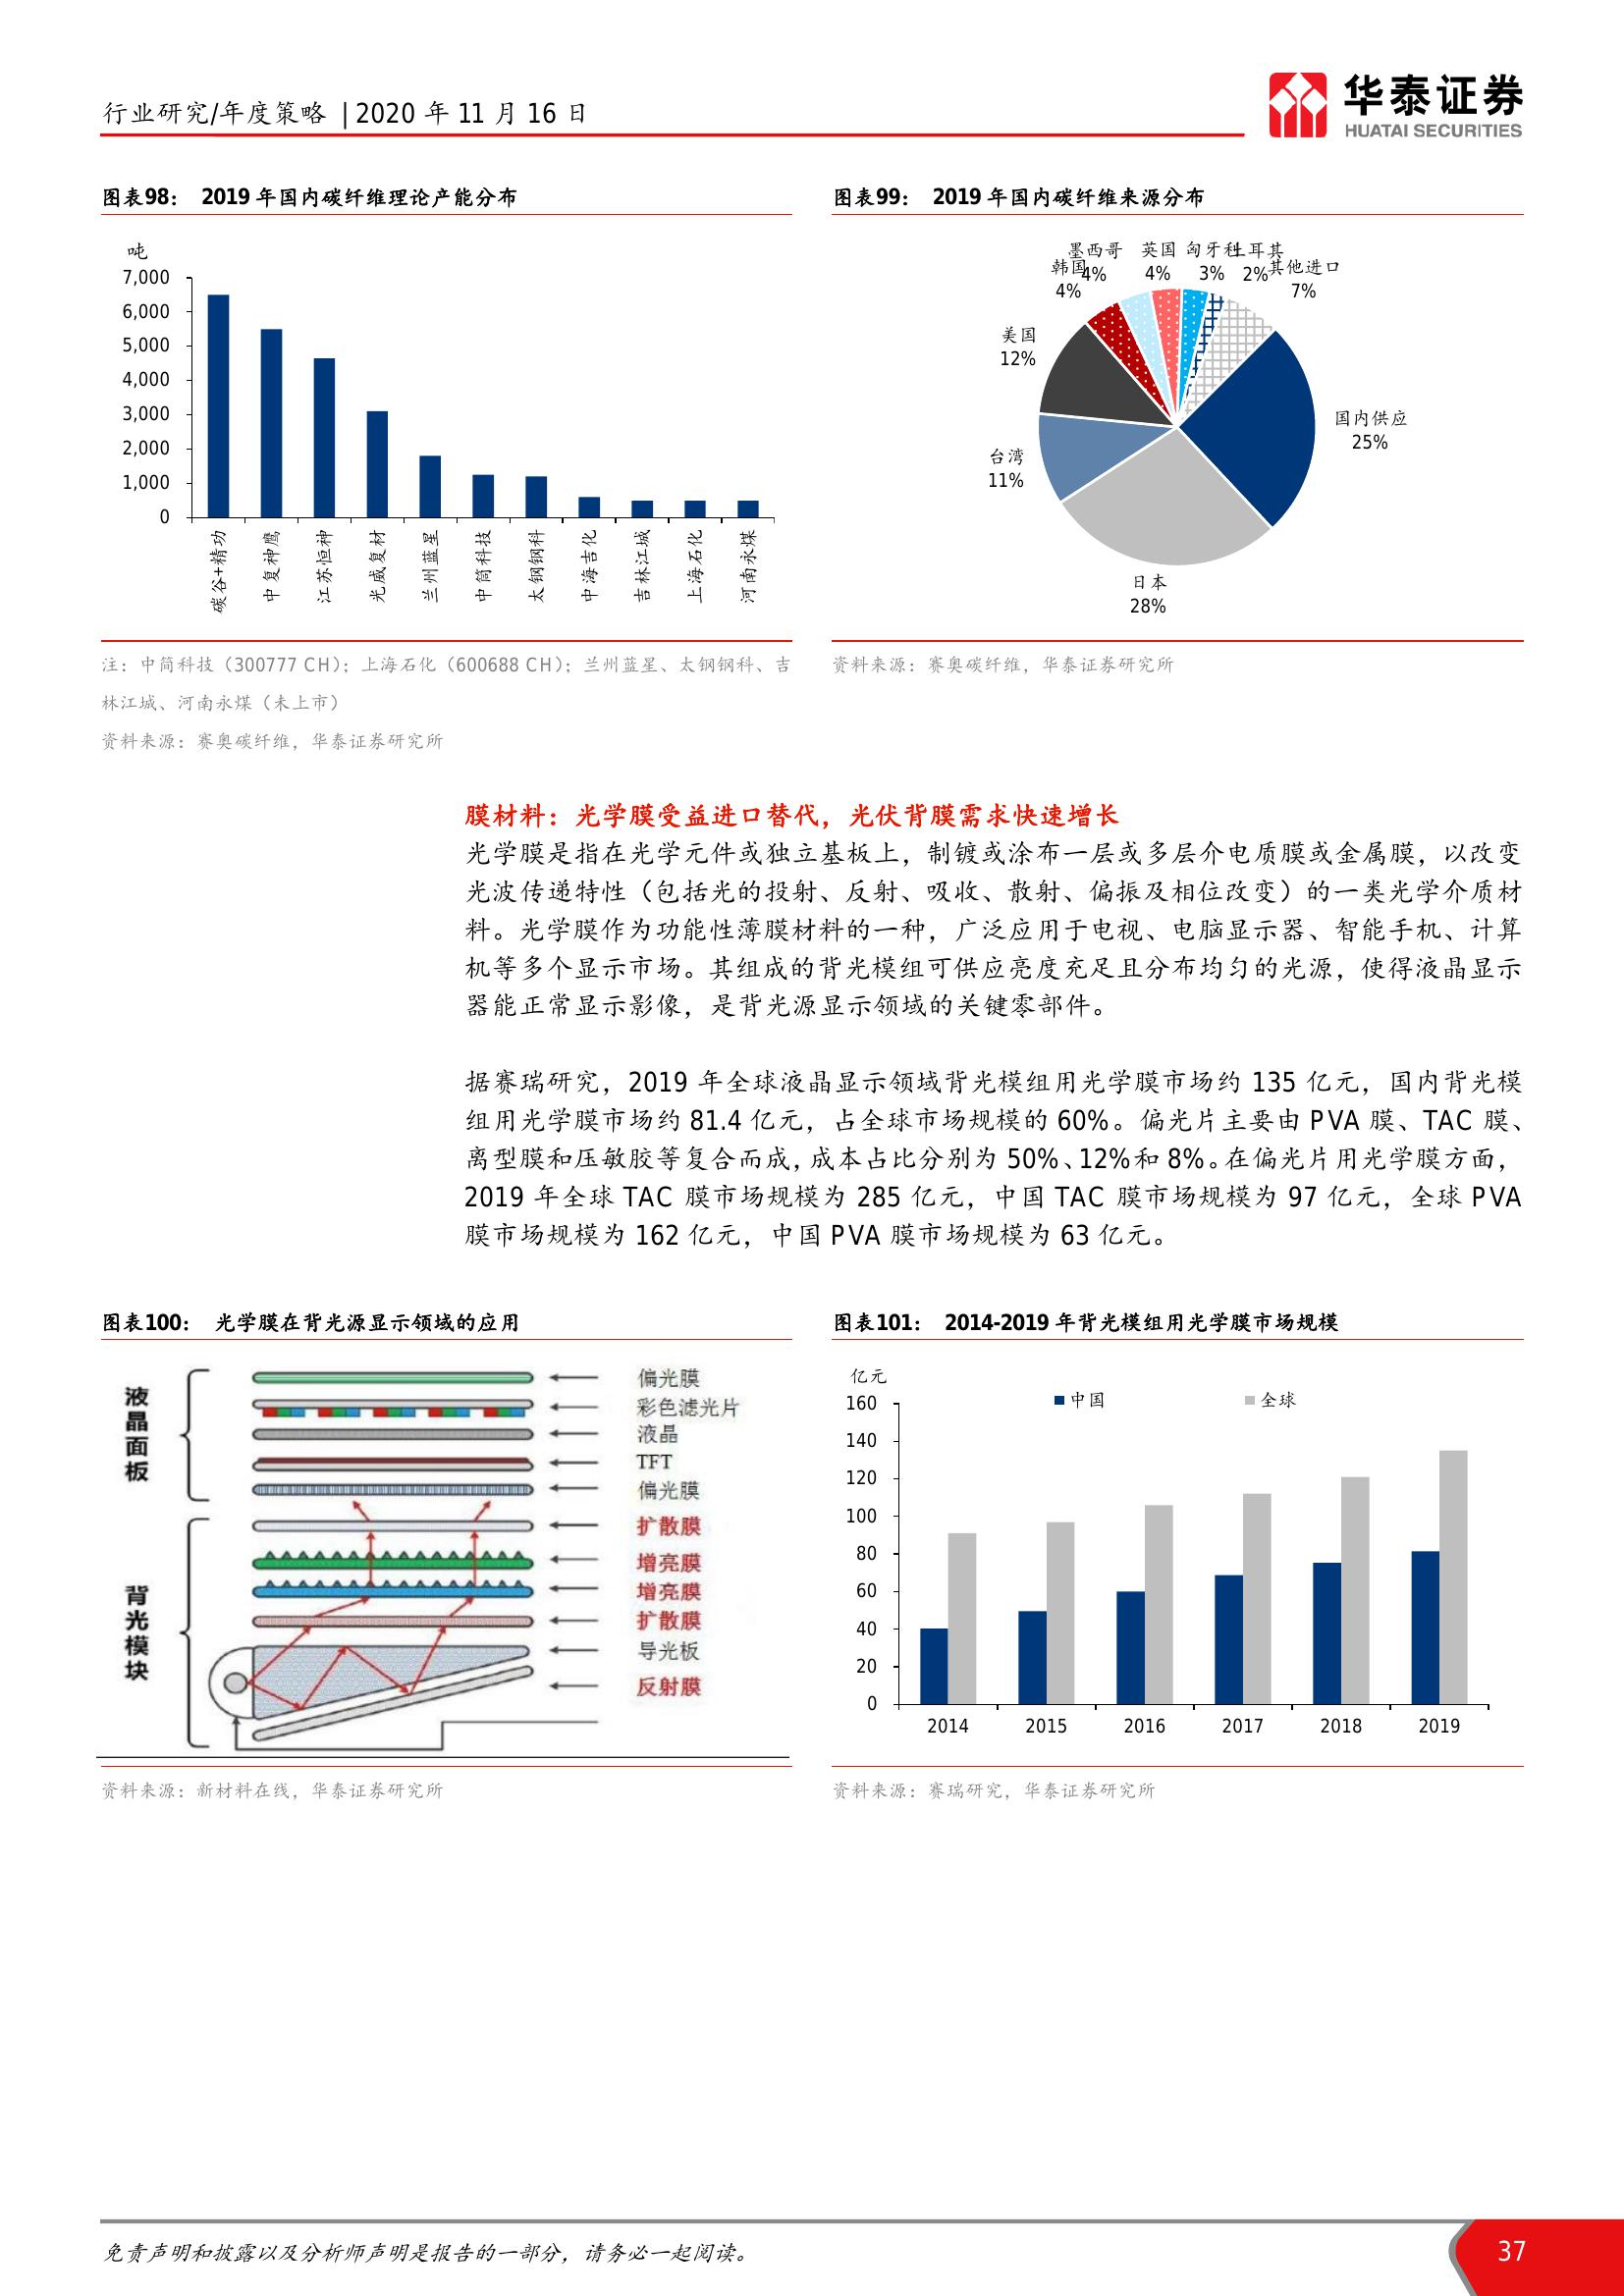 行业研究/年度策略 | 2020 年 11 月 16 日
华泰证券
HUATAI SECURITIES
图表98： 2019 年国内碳纤维理论产能分布
吨
7,000
6,000
5,000
4,000
3,000
2,000
1,000
0
碳谷+精功
中复神鹰
江苏恒神
光威复材
兰州蓝星
中简科技
太钢钢科
中海吉化
吉林江城
上海石化
河南永煤
注：中简科技（300777 CH）；上海石化（600688 CH）；兰州蓝星、太钢钢科、吉
林江城、河南永煤（未上市）
资料来源：赛奥碳纤维，华泰证券研究所
图表99： 2019 年国内碳纤维来源分布
国内供应
25%
日本
28%
台湾
11%
美国
12%
韩国
4%
墨西哥
4%
英国
4%
匈牙利
3%
土耳其
2%
其他进口
7%
资料来源：赛奥碳纤维，华泰证券研究所
膜材料：光学膜受益进口替代，光伏背膜需求快速增长
光学膜是指在光学元件或独立基板上，制镀或涂布一层或多层介电质膜或金属膜，以改变
光波传递特性（包括光的投射、反射、吸收、散射、偏振及相位改变）的一类光学介质材
料。光学膜作为功能性薄膜材料的一种，广泛应用于电视、电脑显示器、智能手机、计算
机等多个显示市场。其组成的背光模组可供应亮度充足且分布均匀的光源，使得液晶显示
器能正常显示影像，是背光源显示领域的关键零部件。
据赛瑞研究，2019 年全球液晶显示领域背光模组用光学膜市场约 135 亿元，国内背光模
组用光学膜市场约 81.4 亿元，占全球市场规模的 60%。偏光片主要由 PVA 膜、TAC 膜、
离型膜和压敏胶等复合而成，成本占比分别为 50%、12%和 8%。在偏光片用光学膜方面，
2019 年全球 TAC 膜市场规模为 285 亿元，中国 TAC 膜市场规模为 97 亿元，全球 PVA
膜市场规模为 162 亿元，中国 PVA 膜市场规模为 63 亿元。
图表100： 光学膜在背光源显示领域的应用
液晶面板
背光模块
偏光膜
彩色滤光片
液晶
TFT
偏光膜
扩散膜
增亮膜
增亮膜
扩散膜
导光板
反射膜
资料来源：新材料在线，华泰证券研究所
图表101： 2014-2019 年背光模组用光学膜市场规模
亿元
中国 全球
160
140
120
100
80
60
40
20
0
2014 2015 2016 2017 2018 2019
资料来源：赛瑞研究，华泰证券研究所
免责声明和披露以及分析师声明是报告的一部分，请务必一起阅读。
37